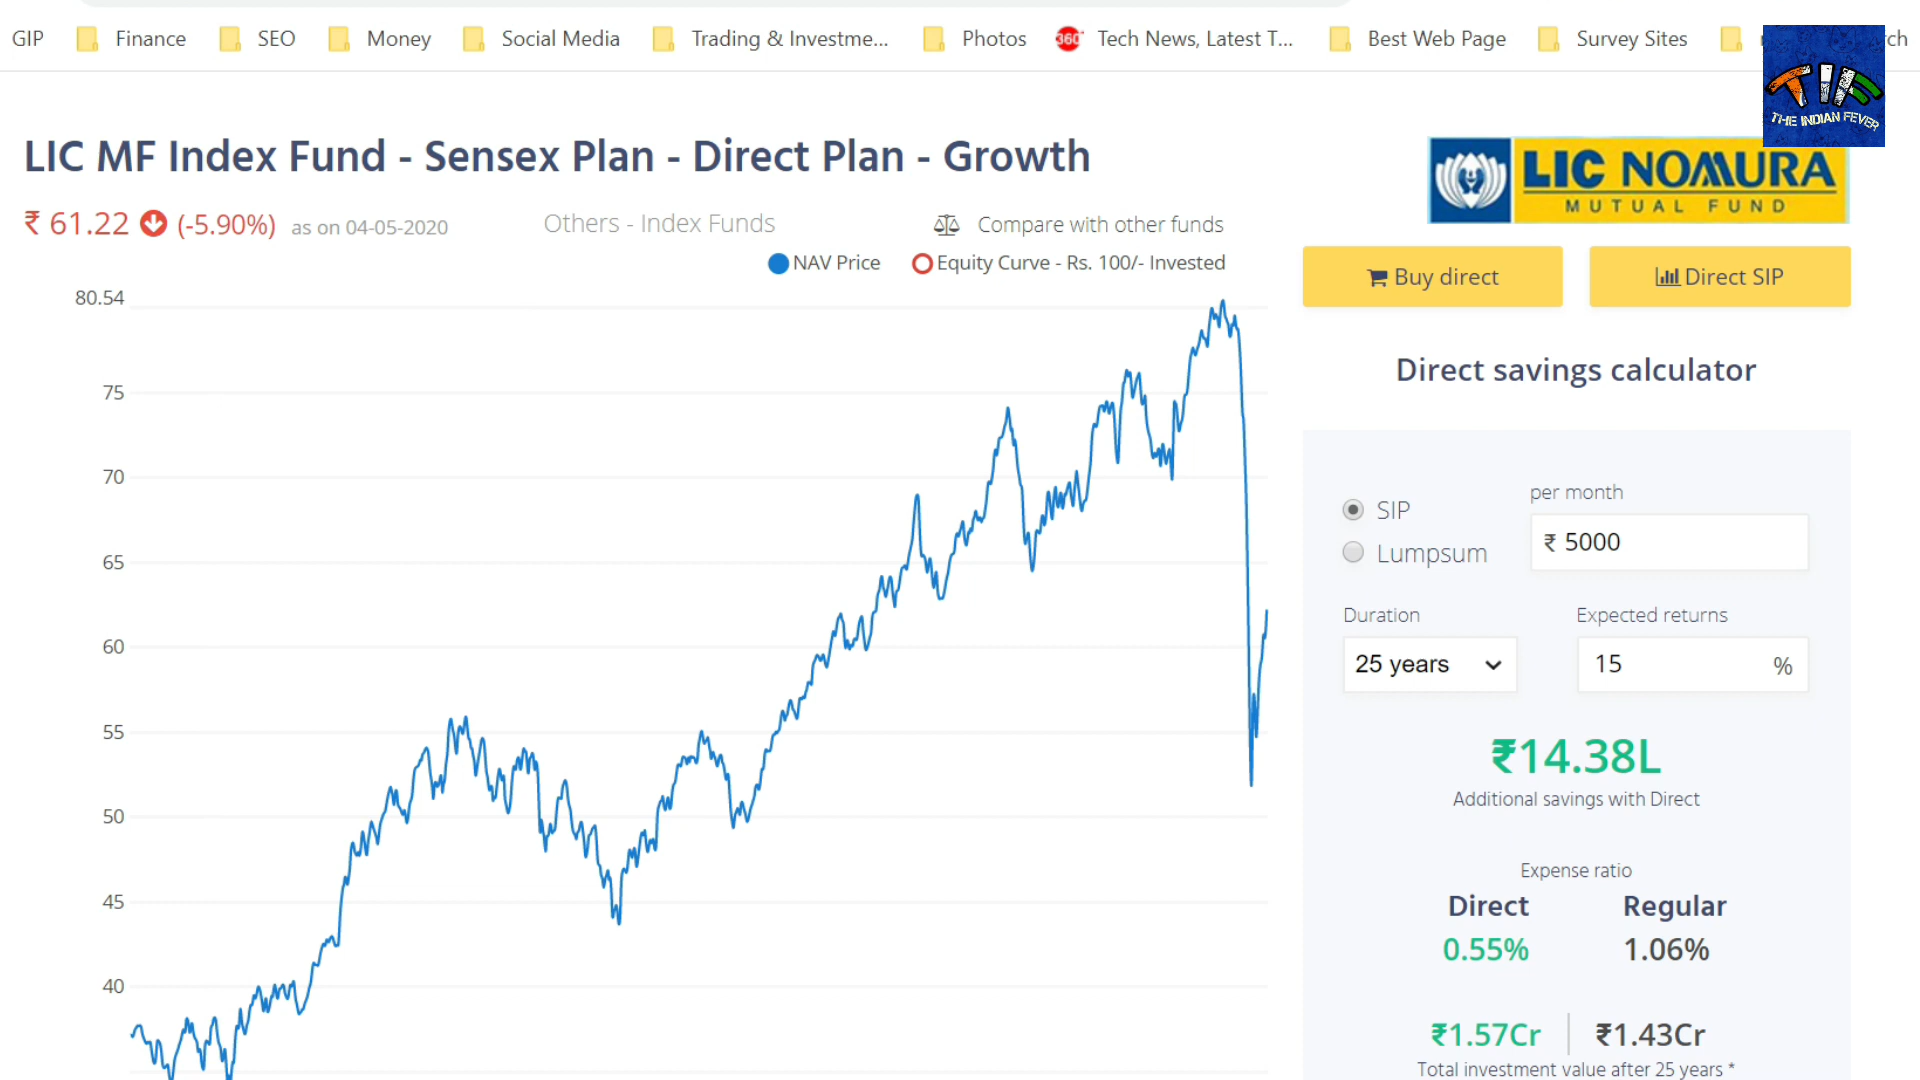 GIP Finance SEO Money Social Media Trading & Investme... Photos 360 Tech News, Latest T... Best Web Page Survey Sites ch
TIF
THE INDIAN FEVER
LIC MF Index Fund - Sensex Plan - Direct Plan - Growth
LIC NOMURA
MUTUAL FUND
₹ 61.22 (-5.90%) as on 04-05-2020 Others - Index Funds Compare with other funds
NAV Price Equity Curve - Rs. 100/- Invested
Buy direct Direct SIP
80.54
75
70
65
60
55
50
45
40
Direct savings calculator
SIP
Lumpsum
per month
₹ 5000
Duration Expected returns
25 years 15 %
₹14.38L
Additional savings with Direct
Expense ratio
Direct Regular
0.55% 1.06%
₹1.57Cr ₹1.43Cr
Total investment value after 25 years *